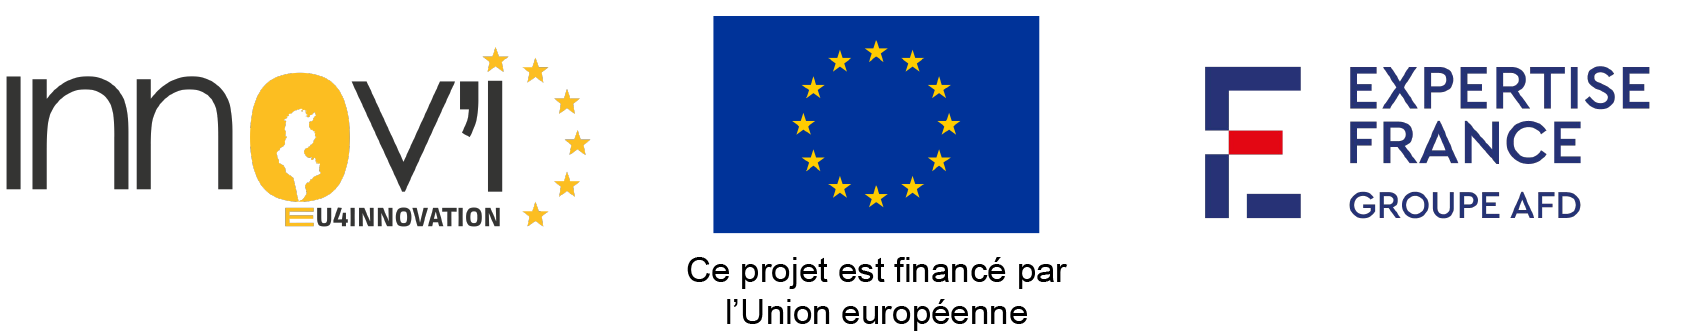 innov'i
EU4INNOVATION
Ce projet est financé par
l’Union européenne
EXPERTISE
FRANCE
GROUPE AFD